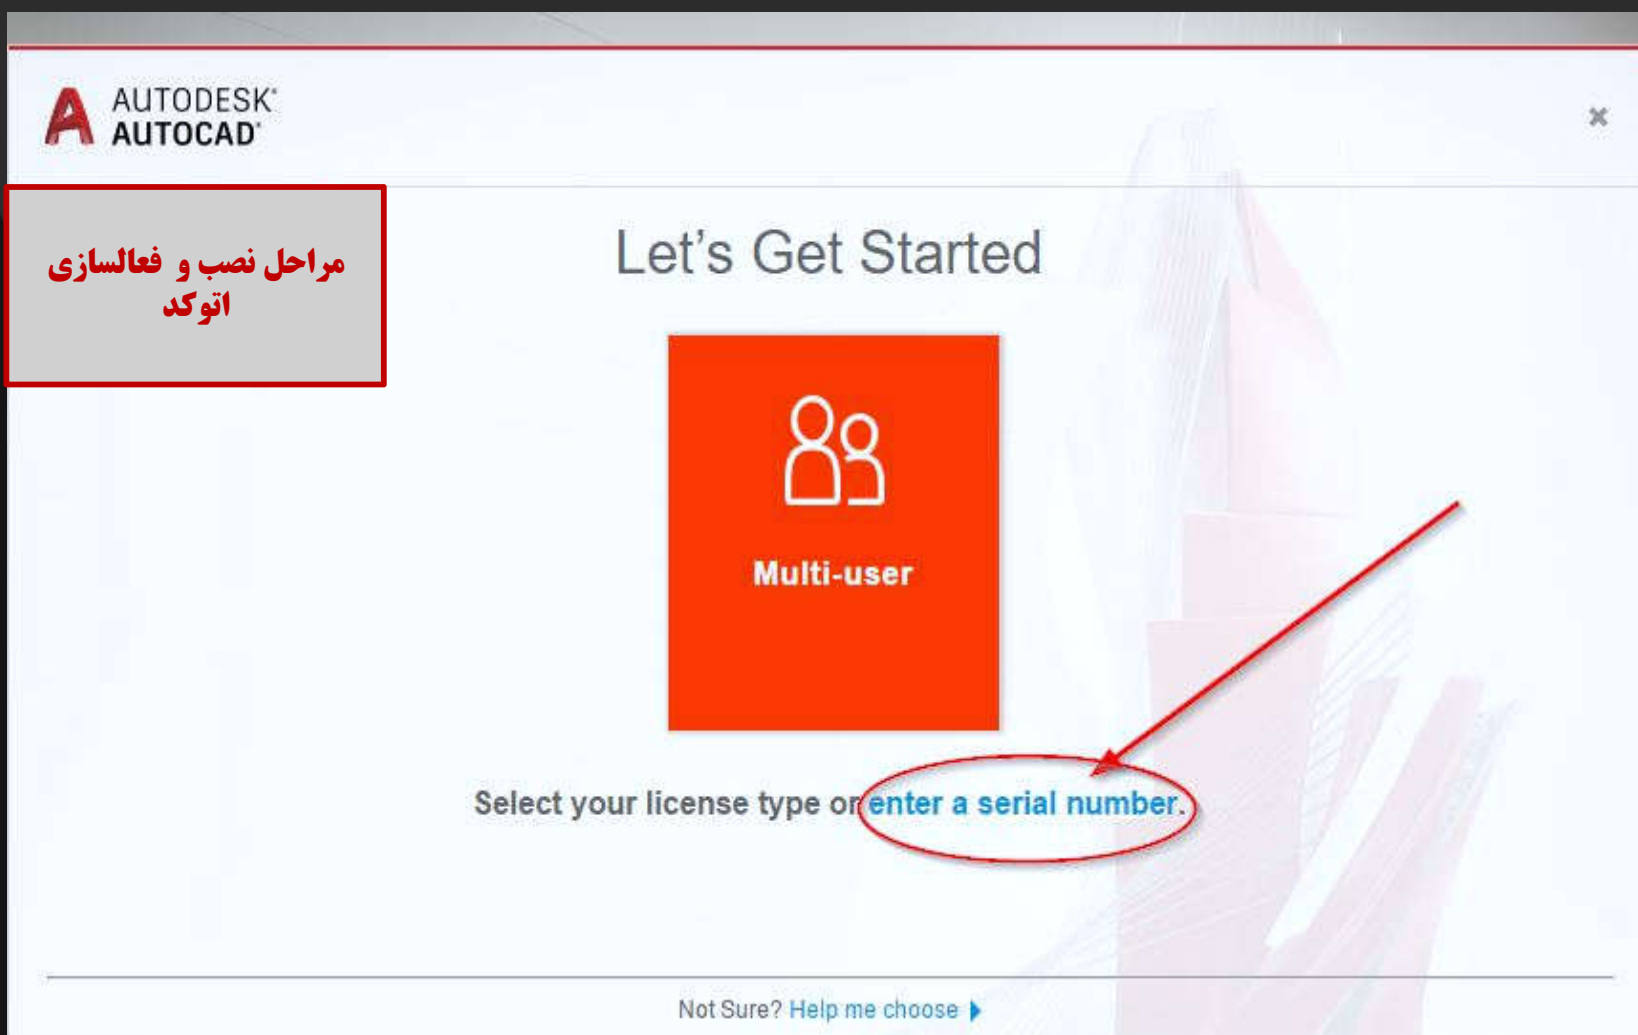 AUTODESK®
AUTOCAD®
مراحل نصب و فعالسازی
اتوکد
Let's Get Started
Multi-user
Select your license type or enter a serial number.
Not Sure? Help me choose